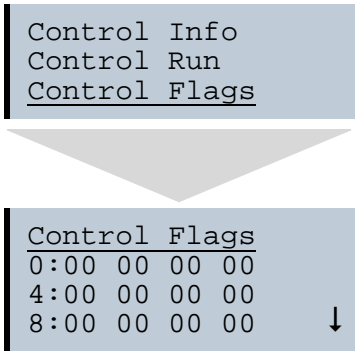 Control Info
Control Run
Control Flags
Control Flags
0:00 00 00 00
4:00 00 00 00
8:00 00 00 00 ↓